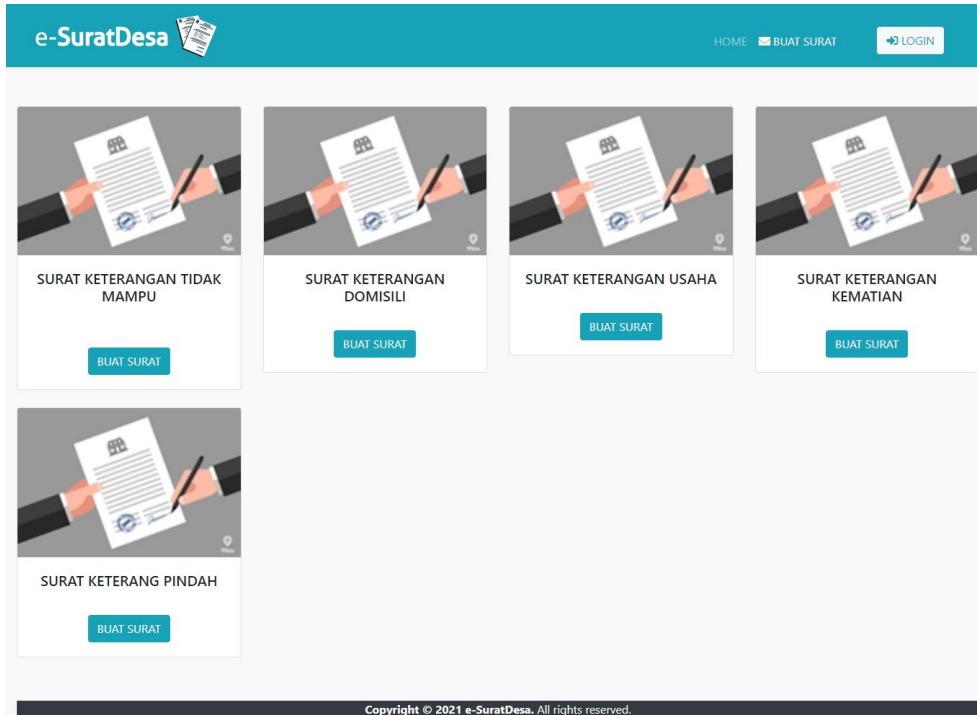 e-SuratDesa
HOME
BUAT SURAT
LOGIN
SURAT KETERANGAN TIDAK
MAMPU
BUAT SURAT
SURAT KETERANGAN
DOMISILI
BUAT SURAT
SURAT KETERANGAN USAHA
BUAT SURAT
SURAT KETERANGAN
KEMATIAN
BUAT SURAT
SURAT KETERANG PINDAH
BUAT SURAT
Copyright © 2021 e-SuratDesa. All rights reserved.